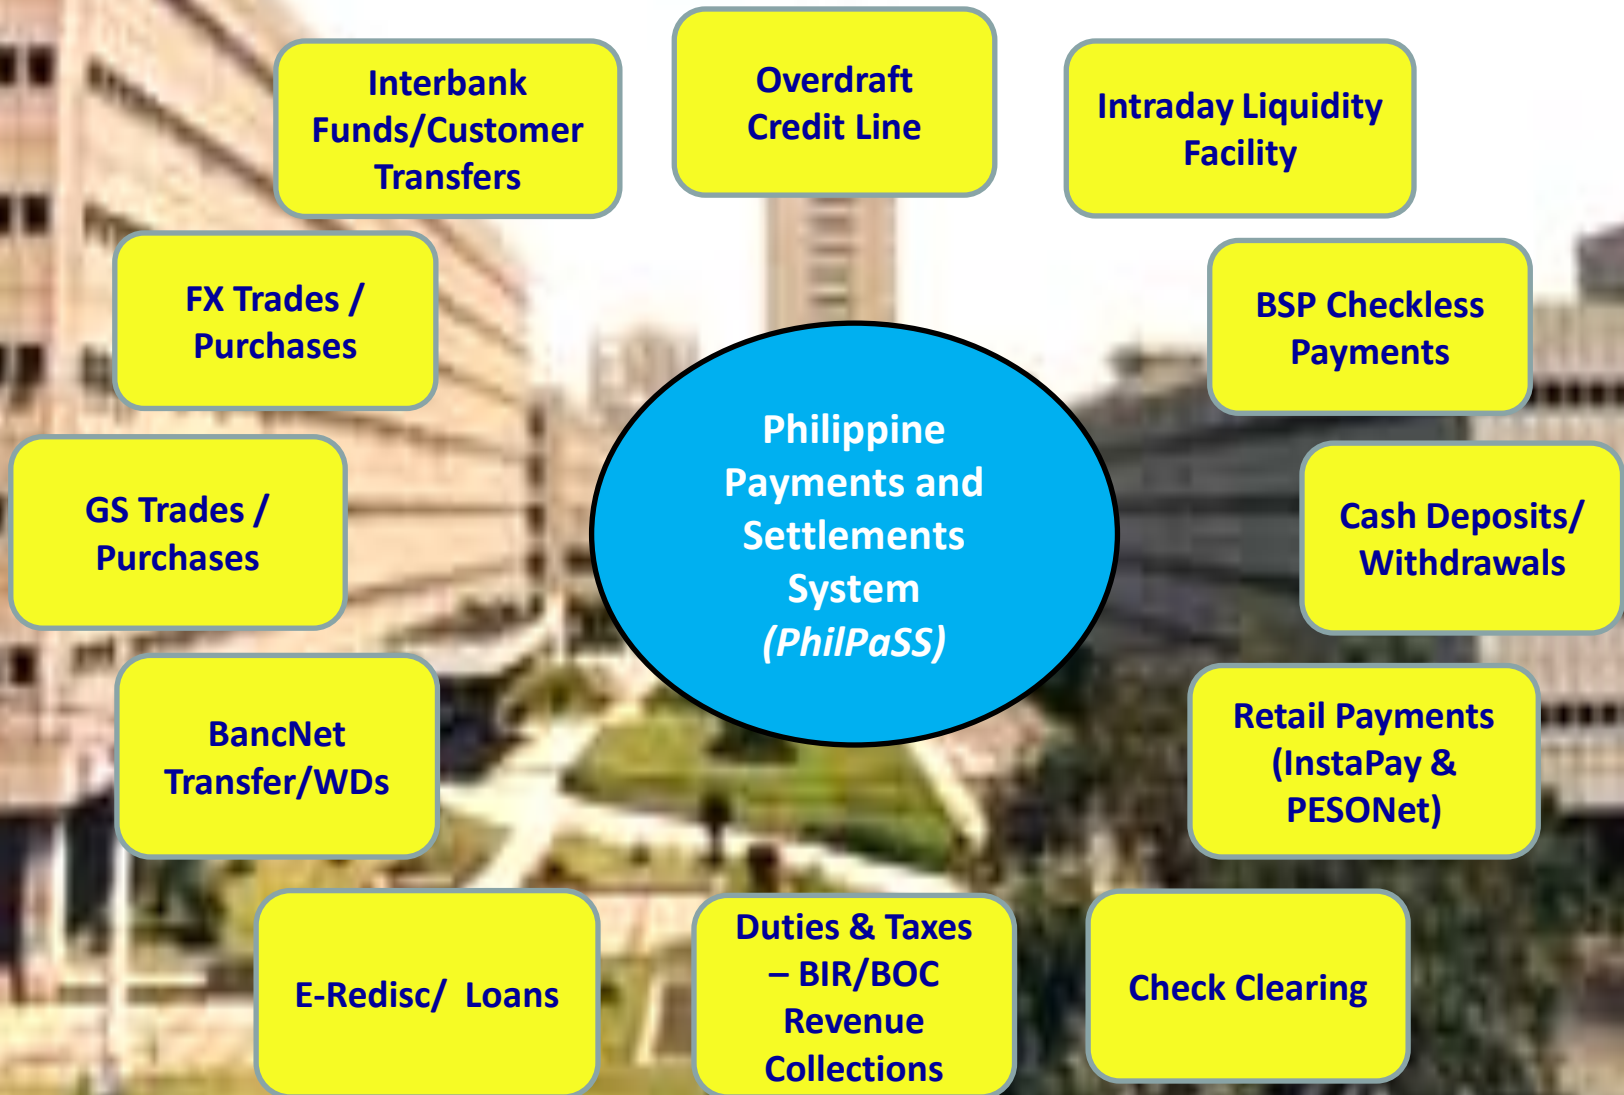 Interbank
Funds/Customer
Transfers
Overdraft
Credit Line
Intraday Liquidity
Facility
FX Trades /
Purchases
BSP Checkless
Payments
Philippine
Payments and
Settlements
System
(PhilPaSS)
GS Trades /
Purchases
Cash Deposits/
Withdrawals
BancNet
Transfer/WDs
Retail Payments
(InstaPay &
PESONet)
E-Redisc/ Loans
Duties & Taxes
– BIR/BOC
Revenue
Collections
Check Clearing